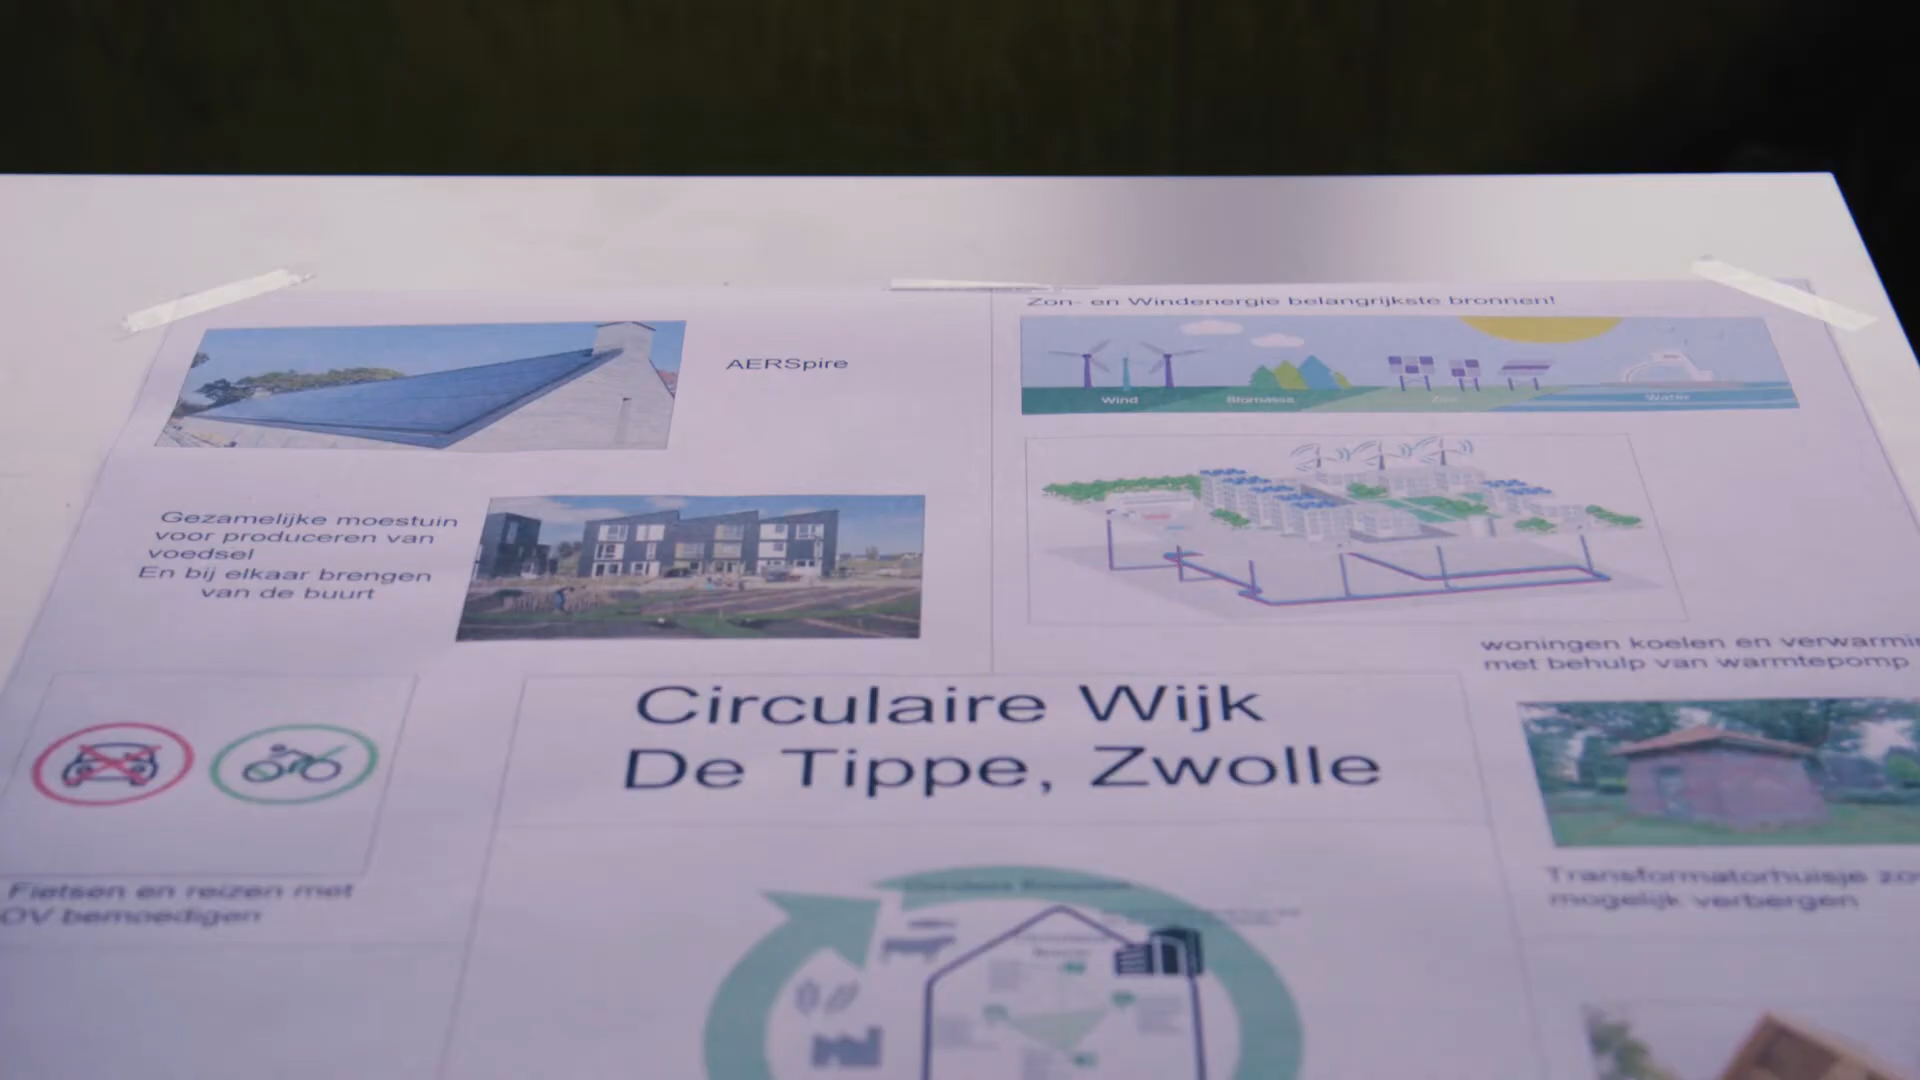 Zon- en Windenergie belangrijkste bronnen!
AERSpire
Wind
Biomassa
Zon
Water
Gezamelijke moestuin
voor produceren van
voedsel
En bij elkaar brengen
van de buurt
woningen koelen en
met behulp van warmtepomp
Circulaire Wijk
De Tippe, Zwolle
Fietsen en reizen met
OV bemoedigen
Transformatorhuisje
mogelijk verbergen